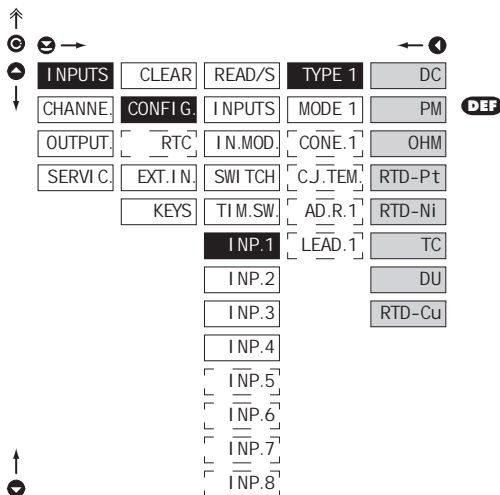 INPUTS CLEAR READ/S TYPE 1 DC
CHANNE. CONFIG. INPUTS MODE 1 PM DEF
OUTPUT. RTC IN.MOD. CONE.1 OHM
SERVIC. EXT.IN. SWITCH C.J.TEM. RTD-Pt
KEYS TIM.SW. AD.R.1 RTD-Ni
INP.1 LEAD.1 TC
INP.2 DU
INP.3 RTD-Cu
INP.4
INP.5
INP.6
INP.7
INP.8